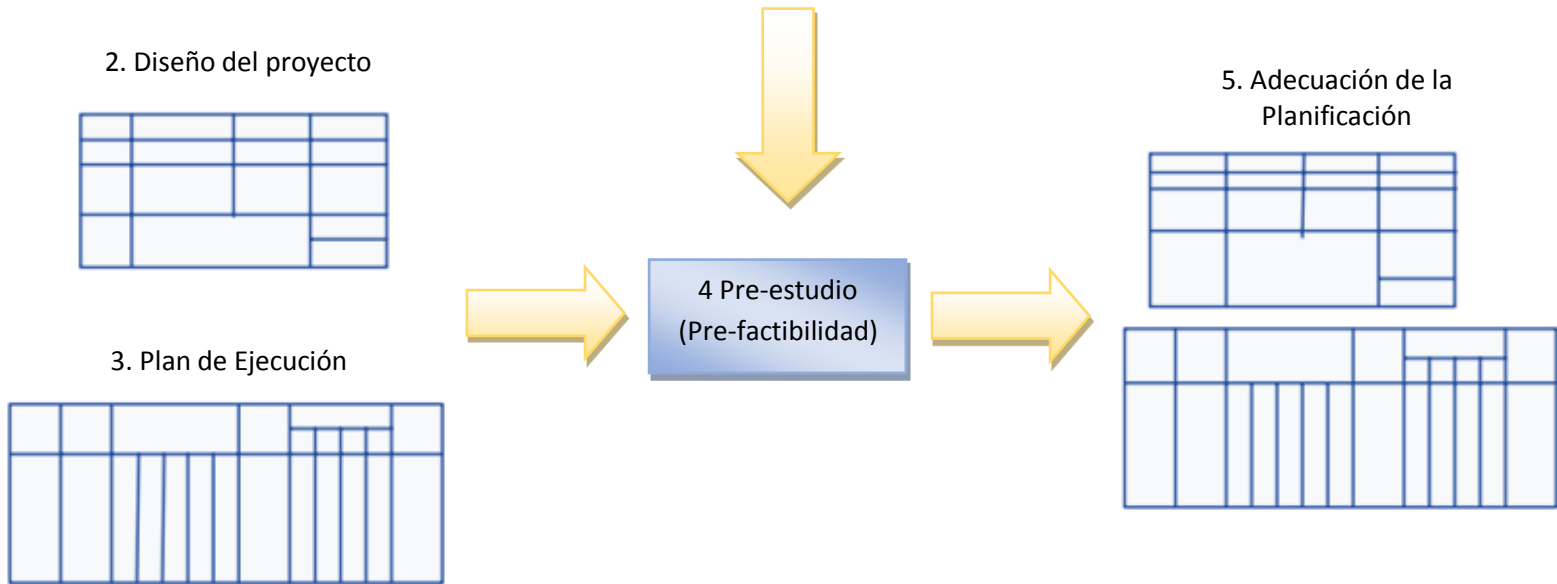 2. Diseño del proyecto
3. Plan de Ejecución
4 Pre-estudio
(Pre-factibilidad)
5. Adecuación de la
Planificación